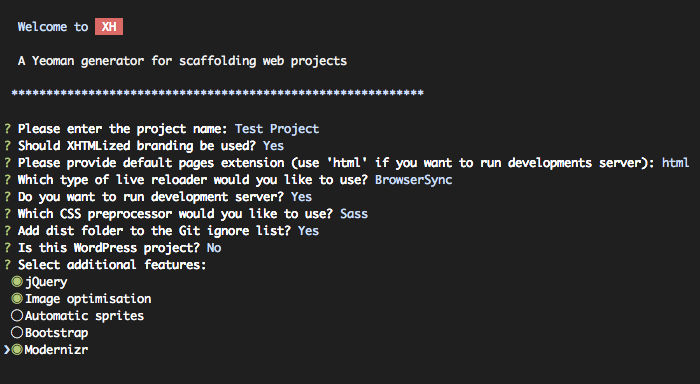 Welcome to XH
A Yeoman generator for scaffolding web projects
***********************************************************
? Please enter the project name: Test Project
? Should XHTMLized branding be used? Yes
? Please provide default pages extension (use 'html' if you want to run developments server): html
? Which type of live reloader would you like to use? BrowserSync
? Do you want to run development server? Yes
? Which CSS preprocessor would you like to use? Sass
? Add dist folder to the Git ignore list? Yes
? Is this WordPress project? No
? Select additional features:
◉jQuery
◉Image optimisation
◯Automatic sprites
◯Bootstrap
❯◉Modernizr